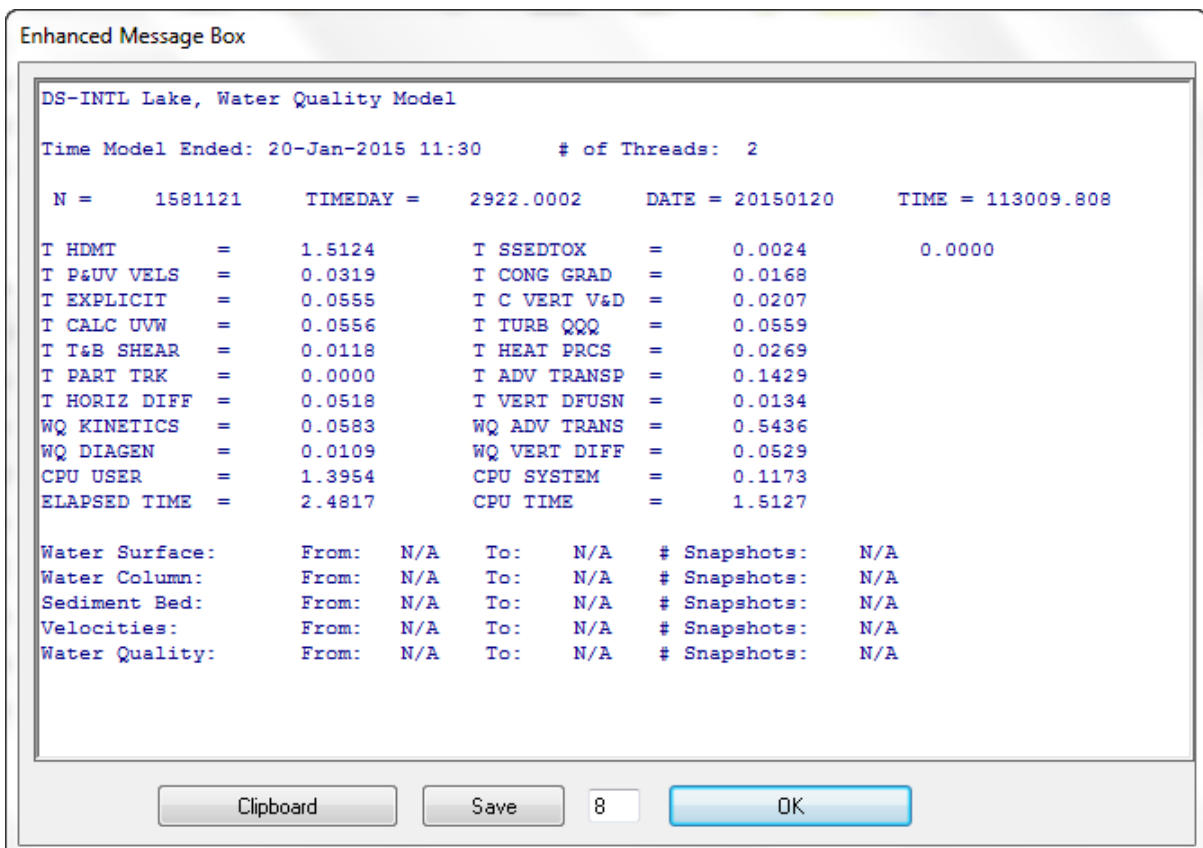 Enhanced Message Box
DS-INTL Lake, Water Quality Model
Time Model Ended: 20-Jan-2015 11:30 # of Threads: 2
N = 1581121 TIMEDAY = 2922.0002 DATE = 20150120 TIME = 113009.808
T HDMT = 1.5124 T SSEDTOX = 0.0024 0.0000
T P&UV VELS = 0.0319 T CONG GRAD = 0.0168
T EXPLICIT = 0.0555 T C VERT V&D = 0.0207
T CALC UVW = 0.0556 T TURB QQQ = 0.0559
T T&B SHEAR = 0.0118 T HEAT PRCS = 0.0269
T PART TRK = 0.0000 T ADV TRANSP = 0.1429
T HORIZ DIFF = 0.0518 T VERT DFUSN = 0.0134
WQ KINETICS = 0.0583 WQ ADV TRANS = 0.5436
WQ DIAGEN = 0.0109 WQ VERT DIFF = 0.0529
CPU USER = 1.3954 CPU SYSTEM = 0.1173
ELAPSED TIME = 2.4817 CPU TIME = 1.5127
Water Surface: From: N/A To: N/A # Snapshots: N/A
Water Column: From: N/A To: N/A # Snapshots: N/A
Sediment Bed: From: N/A To: N/A # Snapshots: N/A
Velocities: From: N/A To: N/A # Snapshots: N/A
Water Quality: From: N/A To: N/A # Snapshots: N/A
Clipboard Save 8 OK